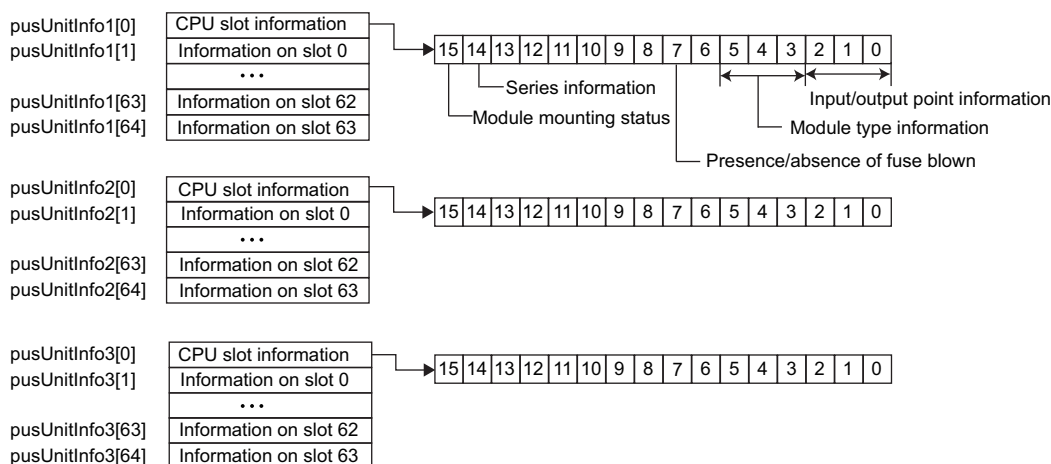 pusUnitInfo1[0] CPU slot information
pusUnitInfo1[1] Information on slot 0
...
pusUnitInfo1[63] Information on slot 62
pusUnitInfo1[64] Information on slot 63
15 14 13 12 11 10 9 8 7 6 5 4 3 2 1 0
Series information
Module mounting status
Input/output point information
Module type information
Presence/absence of fuse blown
pusUnitInfo2[0] CPU slot information
pusUnitInfo2[1] Information on slot 0
...
pusUnitInfo2[63] Information on slot 62
pusUnitInfo2[64] Information on slot 63
15 14 13 12 11 10 9 8 7 6 5 4 3 2 1 0
pusUnitInfo3[0] CPU slot information
pusUnitInfo3[1] Information on slot 0
...
pusUnitInfo3[63] Information on slot 62
pusUnitInfo3[64] Information on slot 63
15 14 13 12 11 10 9 8 7 6 5 4 3 2 1 0